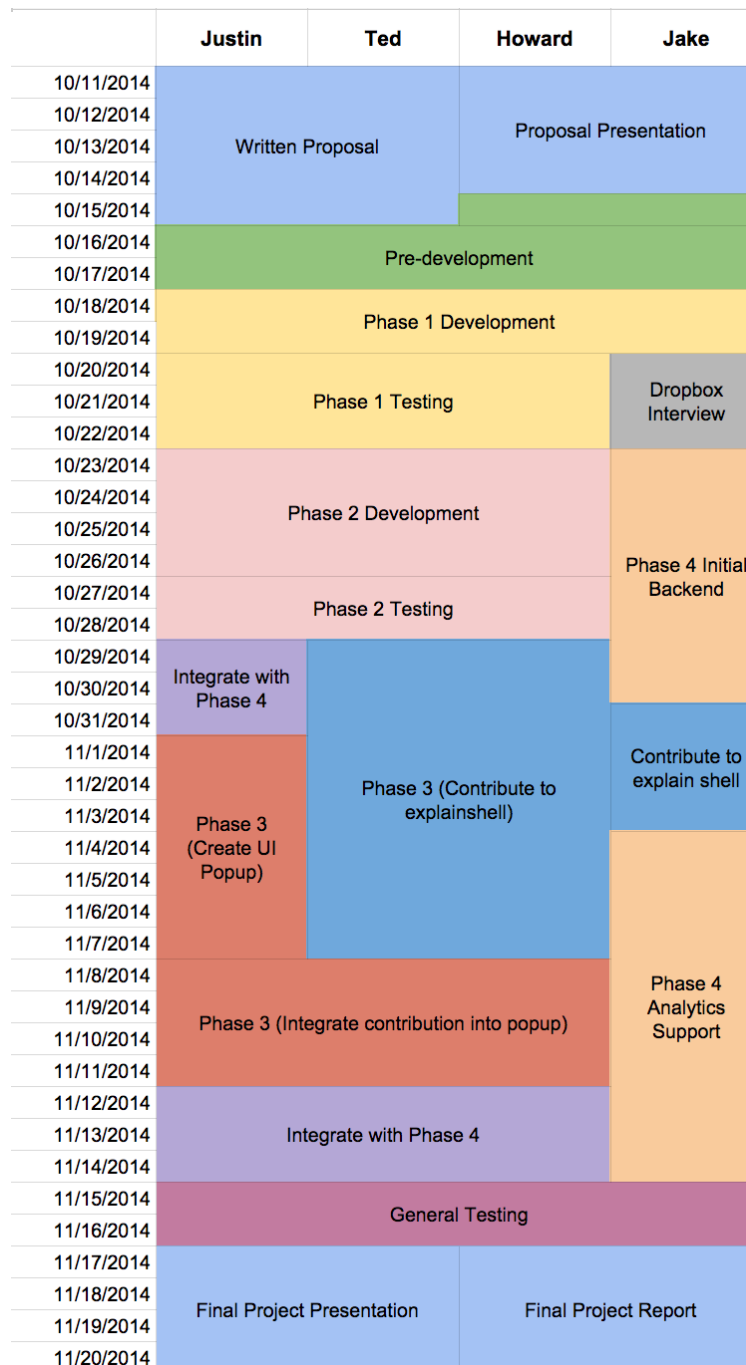 Justin Ted Howard Jake
10/11/2014
10/12/2014
Proposal Presentation
10/13/2014
Written Proposal
10/14/2014
10/15/2014
10/16/2014
Pre-development
10/17/2014
10/18/2014
Phase 1 Development
10/19/2014
10/20/2014
10/21/2014
Phase 1 Testing
Dropbox
Interview
10/22/2014
10/23/2014
10/24/2014
Phase 2 Development
10/25/2014
10/26/2014
Phase 4 Initial
Backend
10/27/2014
Phase 2 Testing
10/28/2014
10/29/2014
Integrate with
Phase 4
10/30/2014
10/31/2014
11/1/2014
11/2/2014
Phase 3 (Contribute to
explainshell)
Contribute to
explain shell
11/3/2014
11/4/2014
Phase 3
(Create UI
Popup)
11/5/2014
11/6/2014
11/7/2014
11/8/2014
11/9/2014
Phase 3 (Integrate contribution into popup)
Phase 4
Analytics
Support
11/10/2014
11/11/2014
11/12/2014
11/13/2014
Integrate with Phase 4
11/14/2014
11/15/2014
General Testing
11/16/2014
11/17/2014
11/18/2014
Final Project Presentation
Final Project Report
11/19/2014
11/20/2014